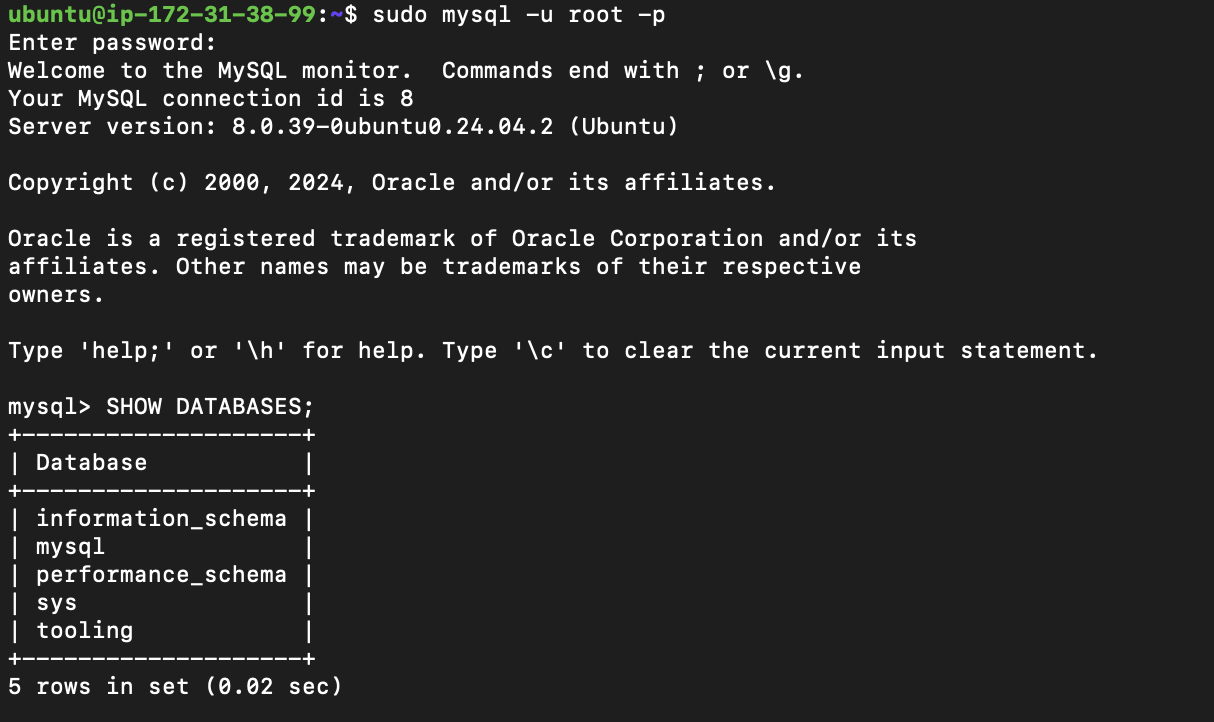 ubuntu@ip-172-31-38-99:~$ sudo mysql -u root -p
Enter password:
Welcome to the MySQL monitor.  Commands end with ; or \g.
Your MySQL connection id is 8
Server version: 8.0.39-0ubuntu0.24.04.2 (Ubuntu)

Copyright (c) 2000, 2024, Oracle and/or its affiliates.

Oracle is a registered trademark of Oracle Corporation and/or its
affiliates. Other names may be trademarks of their respective
owners.

Type 'help;' or '\h' for help. Type '\c' to clear the current input statement.

mysql> SHOW DATABASES;
+--------------------+
| Database           |
+--------------------+
| information_schema |
| mysql              |
| performance_schema |
| sys                |
| tooling            |
+--------------------+
5 rows in set (0.02 sec)